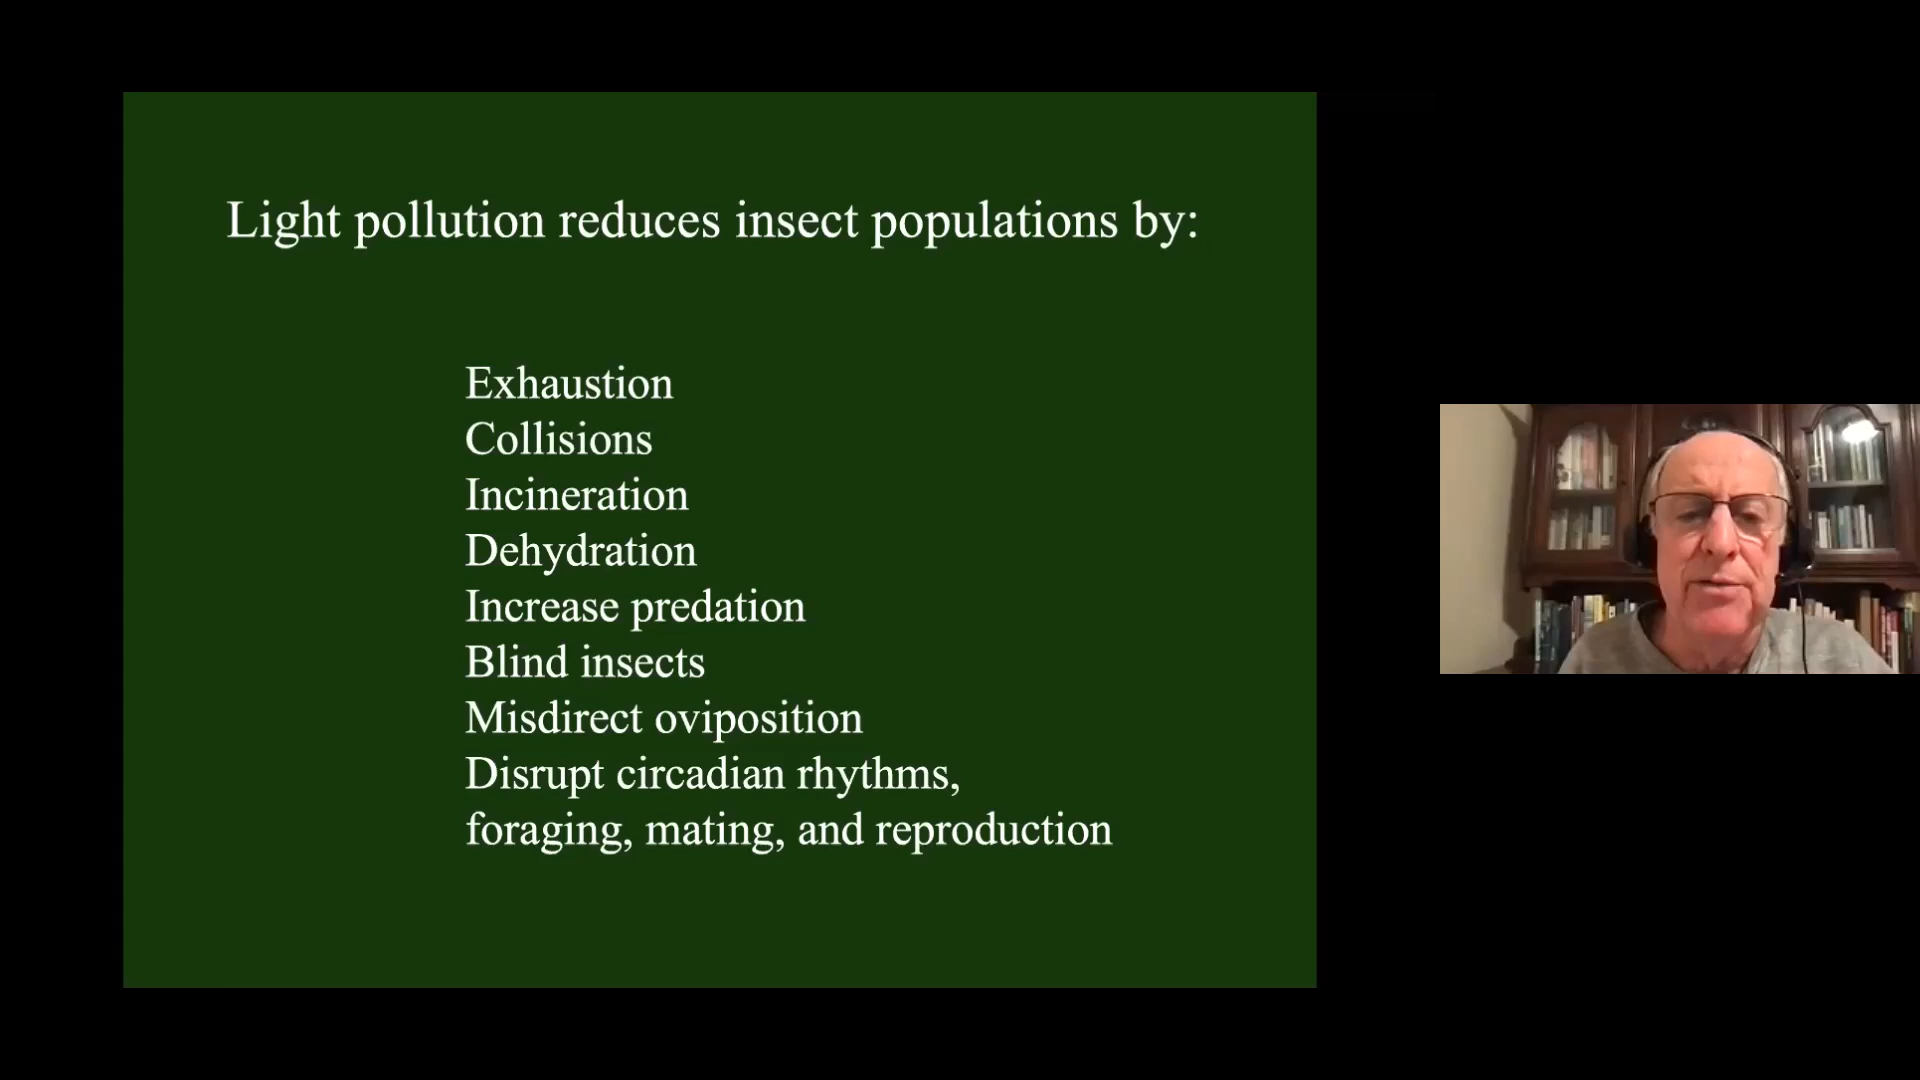 Light pollution reduces insect populations by:
Exhaustion
Collisions
Incineration
Dehydration
Increase predation
Blind insects
Misdirect oviposition
Disrupt circadian rhythms,
foraging, mating, and reproduction